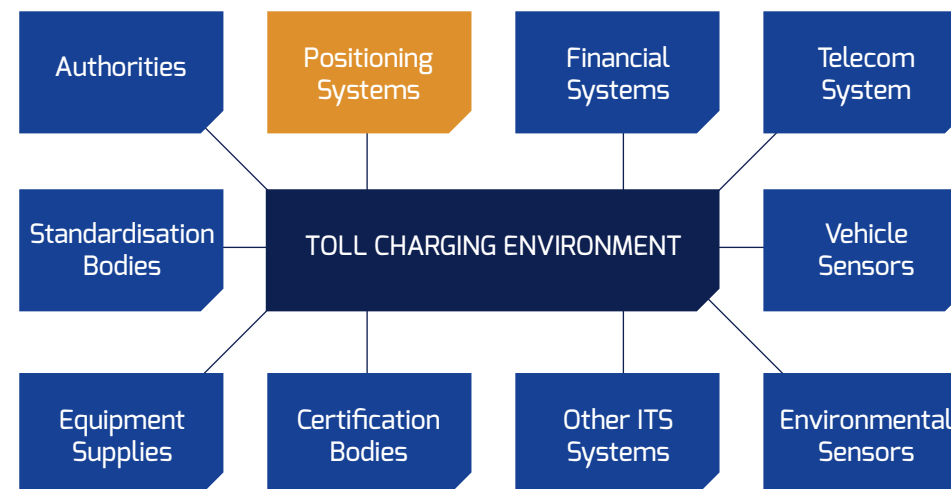 Authorities
Positioning
Systems
Financial
Systems
Telecom
System
Standardisation
Bodies
TOLL CHARGING ENVIRONMENT
Vehicle
Sensors
Equipment
Supplies
Certification
Bodies
Other ITS
Systems
Environmental
Sensors